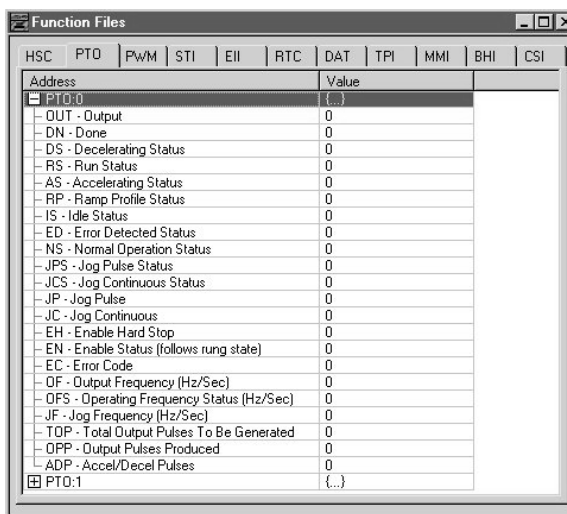 Function Files
HSC PTO PWM STI EII RTC DAT TPI MMI BHI CSI
Address Value
PTO:0 {...}
OUT - Output 0
DN - Done 0
DS - Decelerating Status 0
RS - Run Status 0
AS - Accelerating Status 0
RP - Ramp Profile Status 0
IS - Idle Status 0
ED - Error Detected Status 0
NS - Normal Operation Status 0
JPS - Jog Pulse Status 0
JCS - Jog Continuous Status 0
JP - Jog Pulse 0
JC - Jog Continuous 0
EH - Enable Hard Stop 0
EN - Enable Status (follows rung state) 0
EC - Error Code 0
OF - Output Frequency (Hz/Sec) 0
OFS - Operating Frequency Status (Hz/Sec) 0
JF - Jog Frequency (Hz/Sec) 0
TOP - Total Output Pulses To Be Generated 0
OPP - Output Pulses Produced 0
ADP - Accel/Decel Pulses 0
PTO:1 {...}